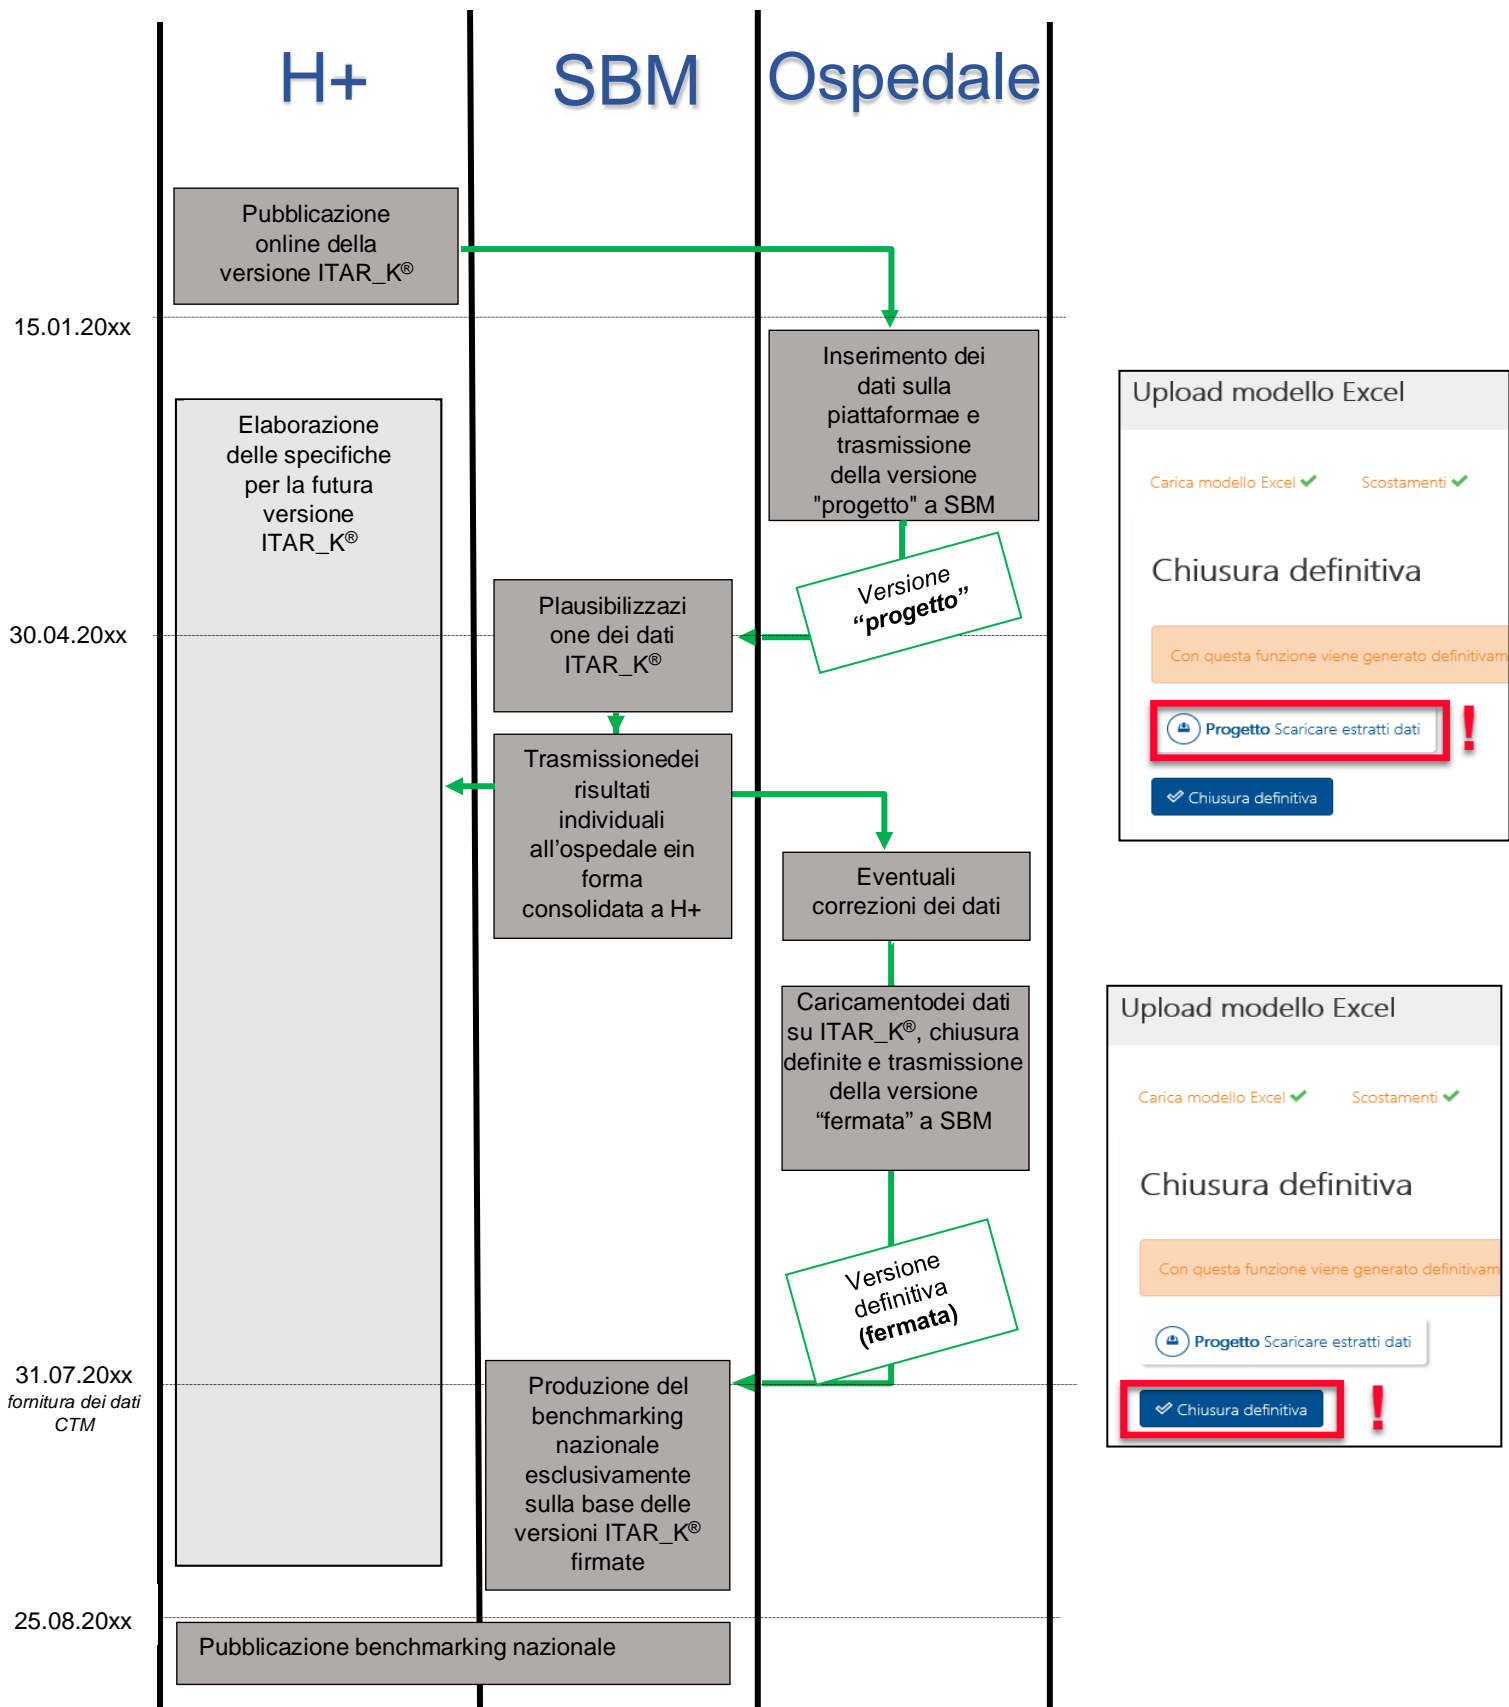 H+
SBM
Ospedale
Pubblicazione
online della
versione ITAR_K®
15.01.20xx
Inserimento dei
dati sulla
piattaformae e
trasmissione
della versione
"progetto" a SBM
Elaborazione
delle specifiche
per la futura
versione
ITAR_K®
Versione
“progetto”
30.04.20xx
Plausibilizzazi
one dei dati
ITAR_K®
Trasmissionedei
risultati
individuali
all’ospedale ein
forma
consolidata a H+
Eventuali
correzioni dei dati
Caricamentodei dati
su ITAR_K®, chiusura
definite e trasmissione
della versione
“fermata” a SBM
Versione
definitiva
(fermata)
31.07.20xx
fornitura dei dati
CTM
Produzione del
benchmarking
nazionale
esclusivamente
sulla base delle
versioni ITAR_K®
firmate
25.08.20xx
Pubblicazione benchmarking nazionale
Upload modello Excel
Carica modello Excel ✔ Scostamenti ✔
Chiusura definitiva
Con questa funzione viene generato definitivam
Progetto Scaricare estratti dati !
Chiusura definitiva
Upload modello Excel
Carica modello Excel ✔ Scostamenti ✔
Chiusura definitiva
Con questa funzione viene generato definitivam
Progetto Scaricare estratti dati
Chiusura definitiva !